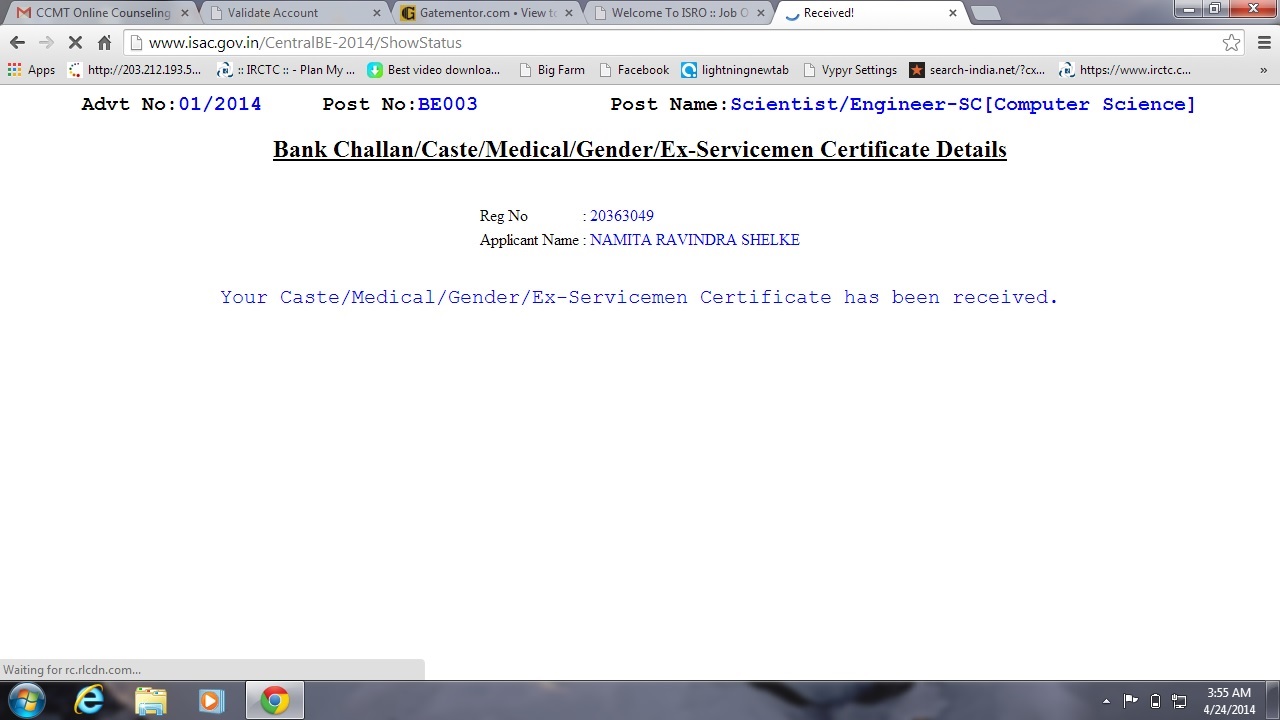 CCMT Online Counseling
Validate Account
Gatementor.com • View to
Welcome To ISRO :: Job O
Received!
www.isac.gov.in/CentralBE-2014/ShowStatus
Apps
http://203.212.193.5...
:: IRCTC :: - Plan My ...
Best video downloa...
Big Farm
Facebook
lightningnewtab
Vypyr Settings
search-india.net/?cx...
https://www.irctc.c...
»
Advt No:01/2014 Post No:BE003 Post Name:Scientist/Engineer-SC[Computer Science]
Bank Challan/Caste/Medical/Gender/Ex-Servicemen Certificate Details
Reg No : 20363049
Applicant Name : NAMITA RAVINDRA SHELKE
Your Caste/Medical/Gender/Ex-Servicemen Certificate has been received.
Waiting for rc.rlcdn.com...
3:55 AM
4/24/2014